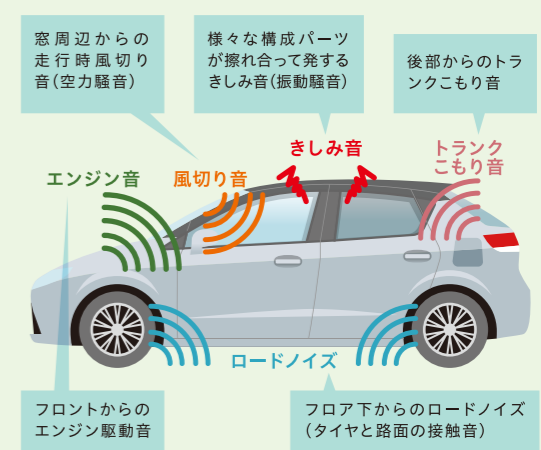 窓周辺からの
走行時風切り
音(空力騒音)
様々な構成パーツ
が擦れ合って発する
きしみ音(振動騒音)
後部からのトラ
ンクこもり音
エンジン音
風切り音
きしみ音
トランク
こもり音
ロードノイズ
フロントからの
エンジン駆動音
フロア下からのロードノイズ
(タイヤと路面の接触音)